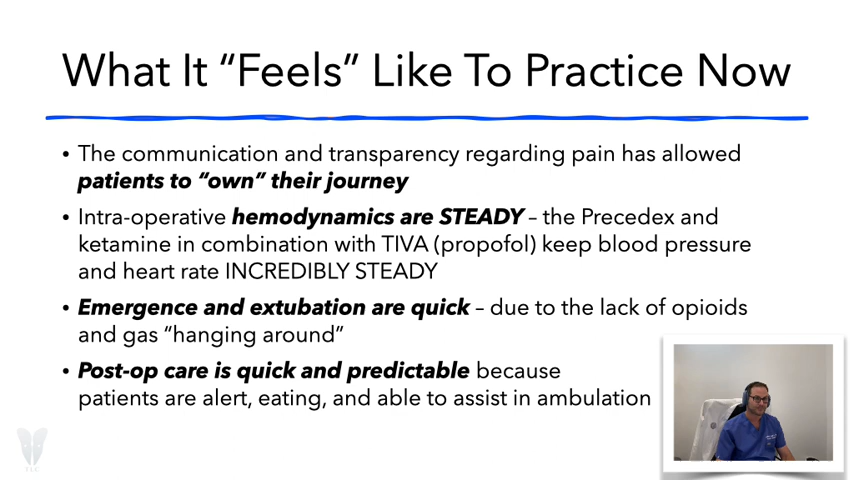 What It “Feels” Like To Practice Now
• The communication and transparency regarding pain has allowed
patients to “own” their journey
• Intra-operative hemodynamics are STEADY – the Precedex and
ketamine in combination with TIVA (propofol) keep blood pressure
and heart rate INCREDIBLY STEADY
• Emergence and extubation are quick – due to the lack of opioids
and gas “hanging around”
• Post-op care is quick and predictable because
patients are alert, eating, and able to assist in ambulation
TLC